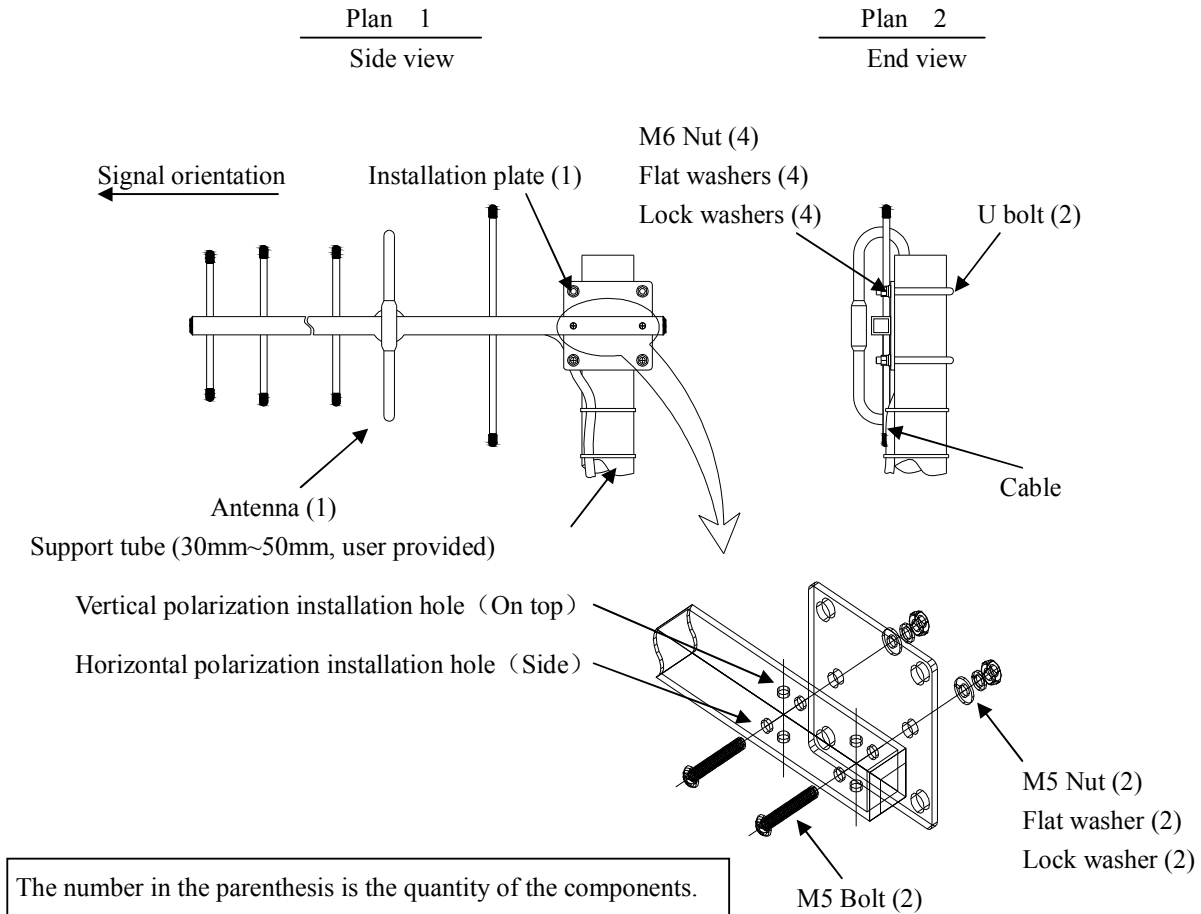 Plan 1
Side view
Plan 2
End view
M6 Nut (4)
Flat washers (4)
Lock washers (4)
Signal orientation
Installation plate (1)
U bolt (2)
Cable
Antenna (1)
Support tube (30mm~50mm, user provided)
Vertical polarization installation hole（On top）
Horizontal polarization installation hole（Side）
M5 Nut (2)
Flat washer (2)
Lock washer (2)
M5 Bolt (2)
The number in the parenthesis is the quantity of the components.